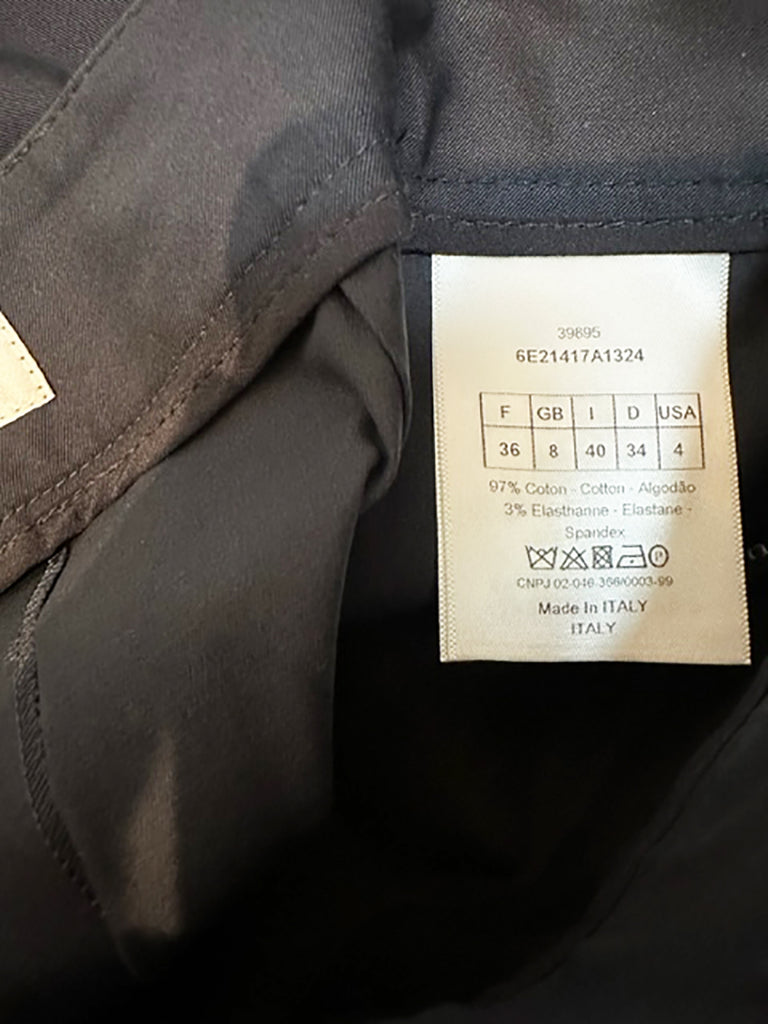 39895
6E21417A1324
F GB I D USA
36 8 40 34 4
97% Coton - Cotton - Algodão
3% Elasthanne - Elastane -
Spandex
P
CNPJ 02-046-366/0003-99
Made In ITALY
ITALY